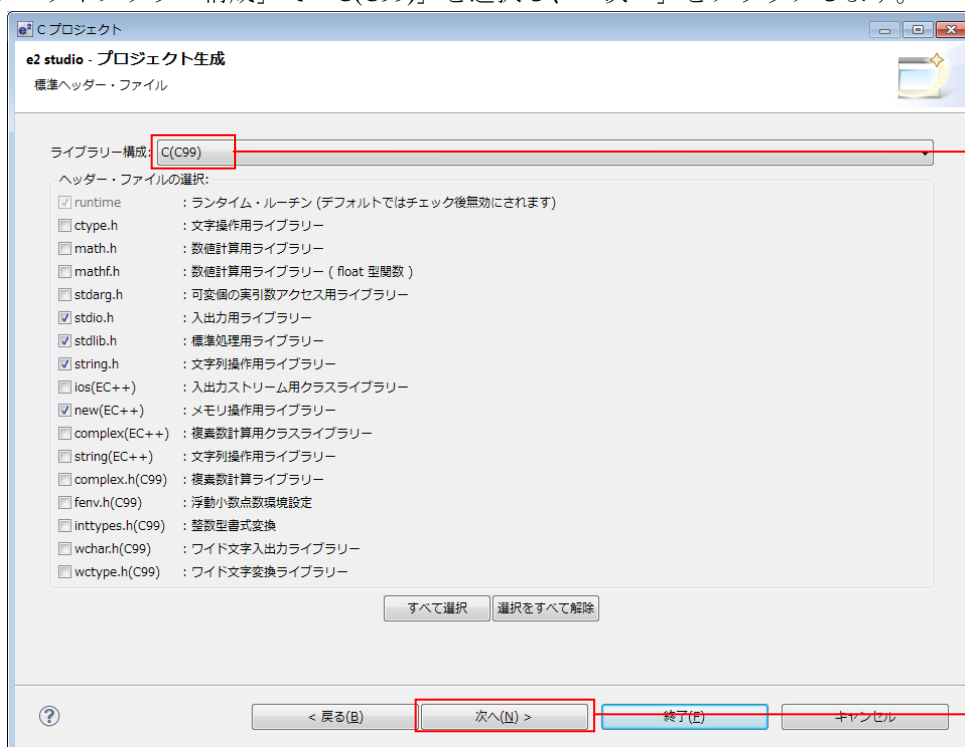 C(C99)
e² C プロジェクト
e2 studio - プロジェクト生成
標準ヘッダー・ファイル
ライブラリー構成: C(C99)
ヘッダー・ファイルの選択:
runtime : ランタイム・ルーチン (デフォルトではチェック後無効にされます)
ctype.h : 文字操作用ライブラリー
math.h : 数値計算用ライブラリー
mathf.h : 数値計算用ライブラリー ( float 型関数 )
stdarg.h : 可変個の実引数アクセス用ライブラリー
stdio.h : 入出力用ライブラリー
stdlib.h : 標準処理用ライブラリー
string.h : 文字列操作用ライブラリー
ios(EC++) : 入出力ストリーム用クラスライブラリー
new(EC++) : メモリ操作用ライブラリー
complex(EC++) : 複素数計算用クラスライブラリー
string(EC++) : 文字列操作用ライブラリー
complex.h(C99) : 複素数計算ライブラリー
fenv.h(C99) : 浮動小数点数環境設定
inttypes.h(C99) : 整数型書式変換
wchar.h(C99) : ワイド文字入出力ライブラリー
wctype.h(C99) : ワイド文字変換ライブラリー
すべて選択 選択をすべて解除
< 戻る(B) 次へ(N) > 終了(F) キャンセル